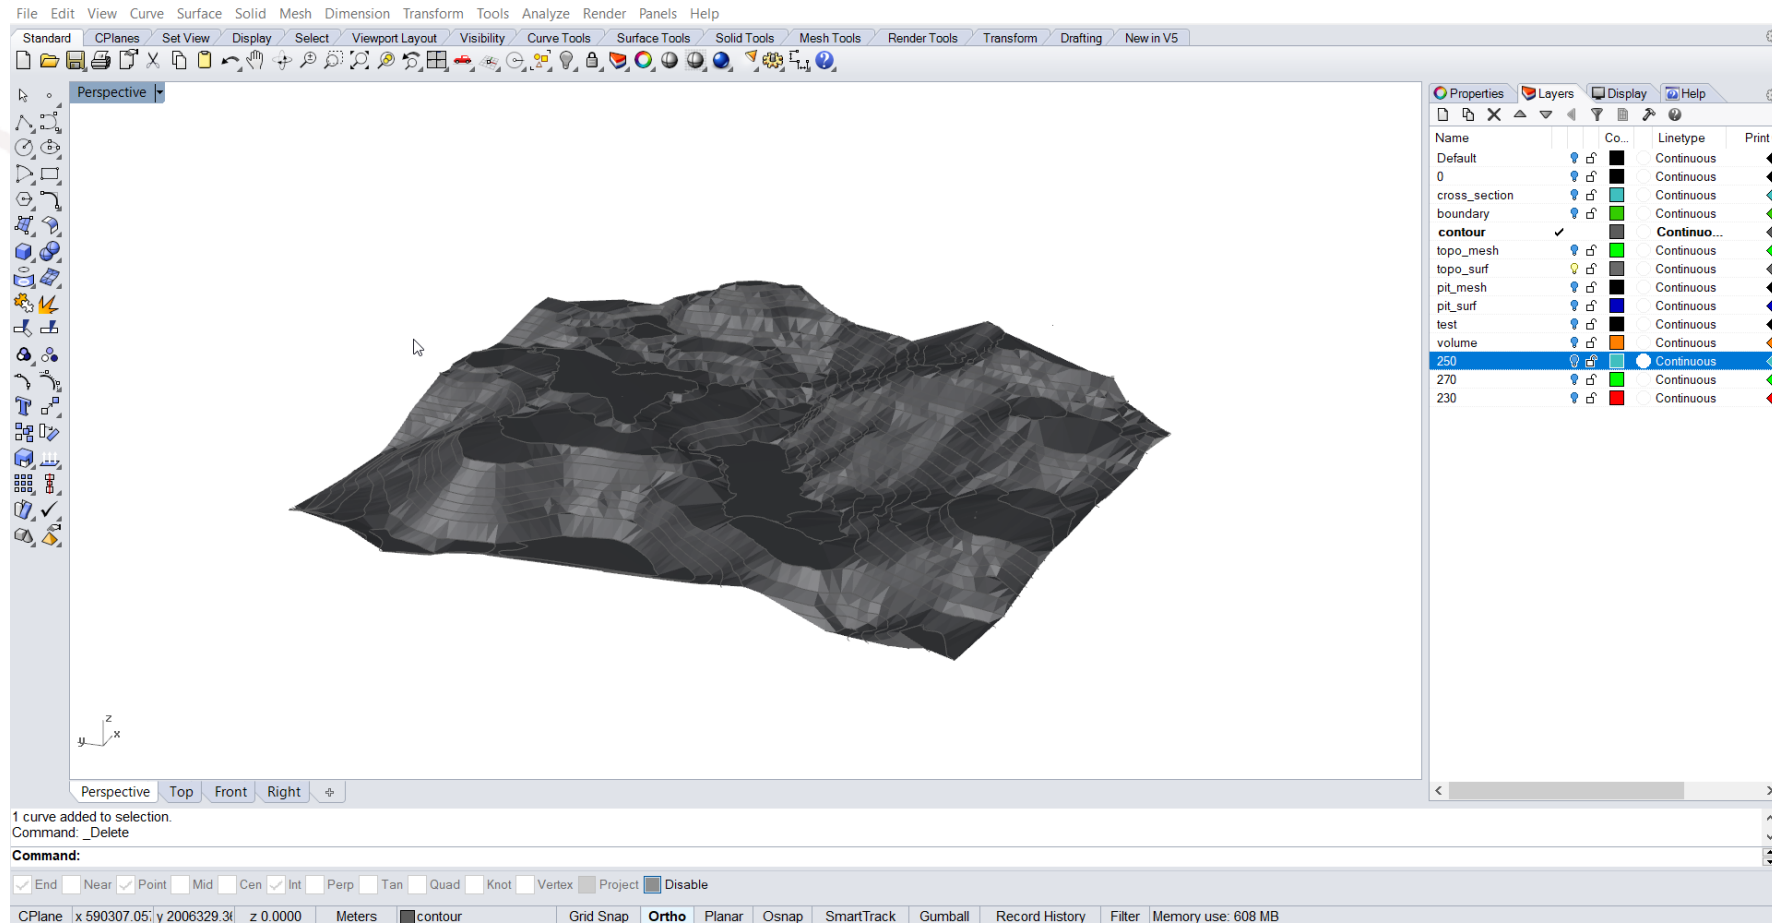 File Edit View Curve Surface Solid Mesh Dimension Transform Tools Analyze Render Panels Help
Standard CPlanes Set View Display Select Viewport Layout Visibility Curve Tools Surface Tools Solid Tools Mesh Tools Render Tools Transform Drafting New in V5
Perspective
Properties Layers Display Help
Name Co... Linetype Print
Default Continuous
0 Continuous
cross_section Continuous
boundary Continuous
contour Continuo...
topo_mesh Continuous
topo_surf Continuous
pit_mesh Continuous
pit_surf Continuous
test Continuous
volume Continuous
250 Continuous
270 Continuous
230 Continuous
z
y x
Perspective Top Front Right
1 curve added to selection.
Command: _Delete
Command:
End Near Point Mid Cen Int Perp Tan Quad Knot Vertex Project Disable
CPlane x 590307.05 y 2006329.3 z 0.0000 Meters contour Grid Snap Ortho Planar Osnap SmartTrack Gumball Record History Filter Memory use: 608 MB